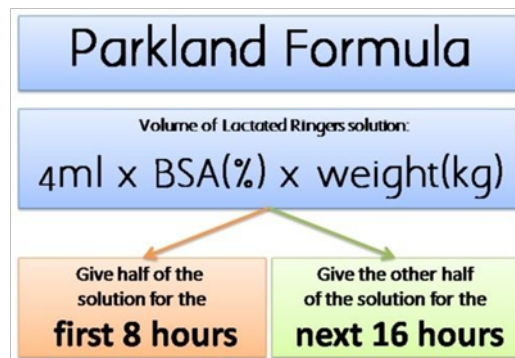 Parkland Formula
Volume of Lactated Ringers solution:
4ml x BSA(%) x weight(kg)
Give half of the
solution for the
first 8 hours
Give the other half
of the solution for the
next 16 hours